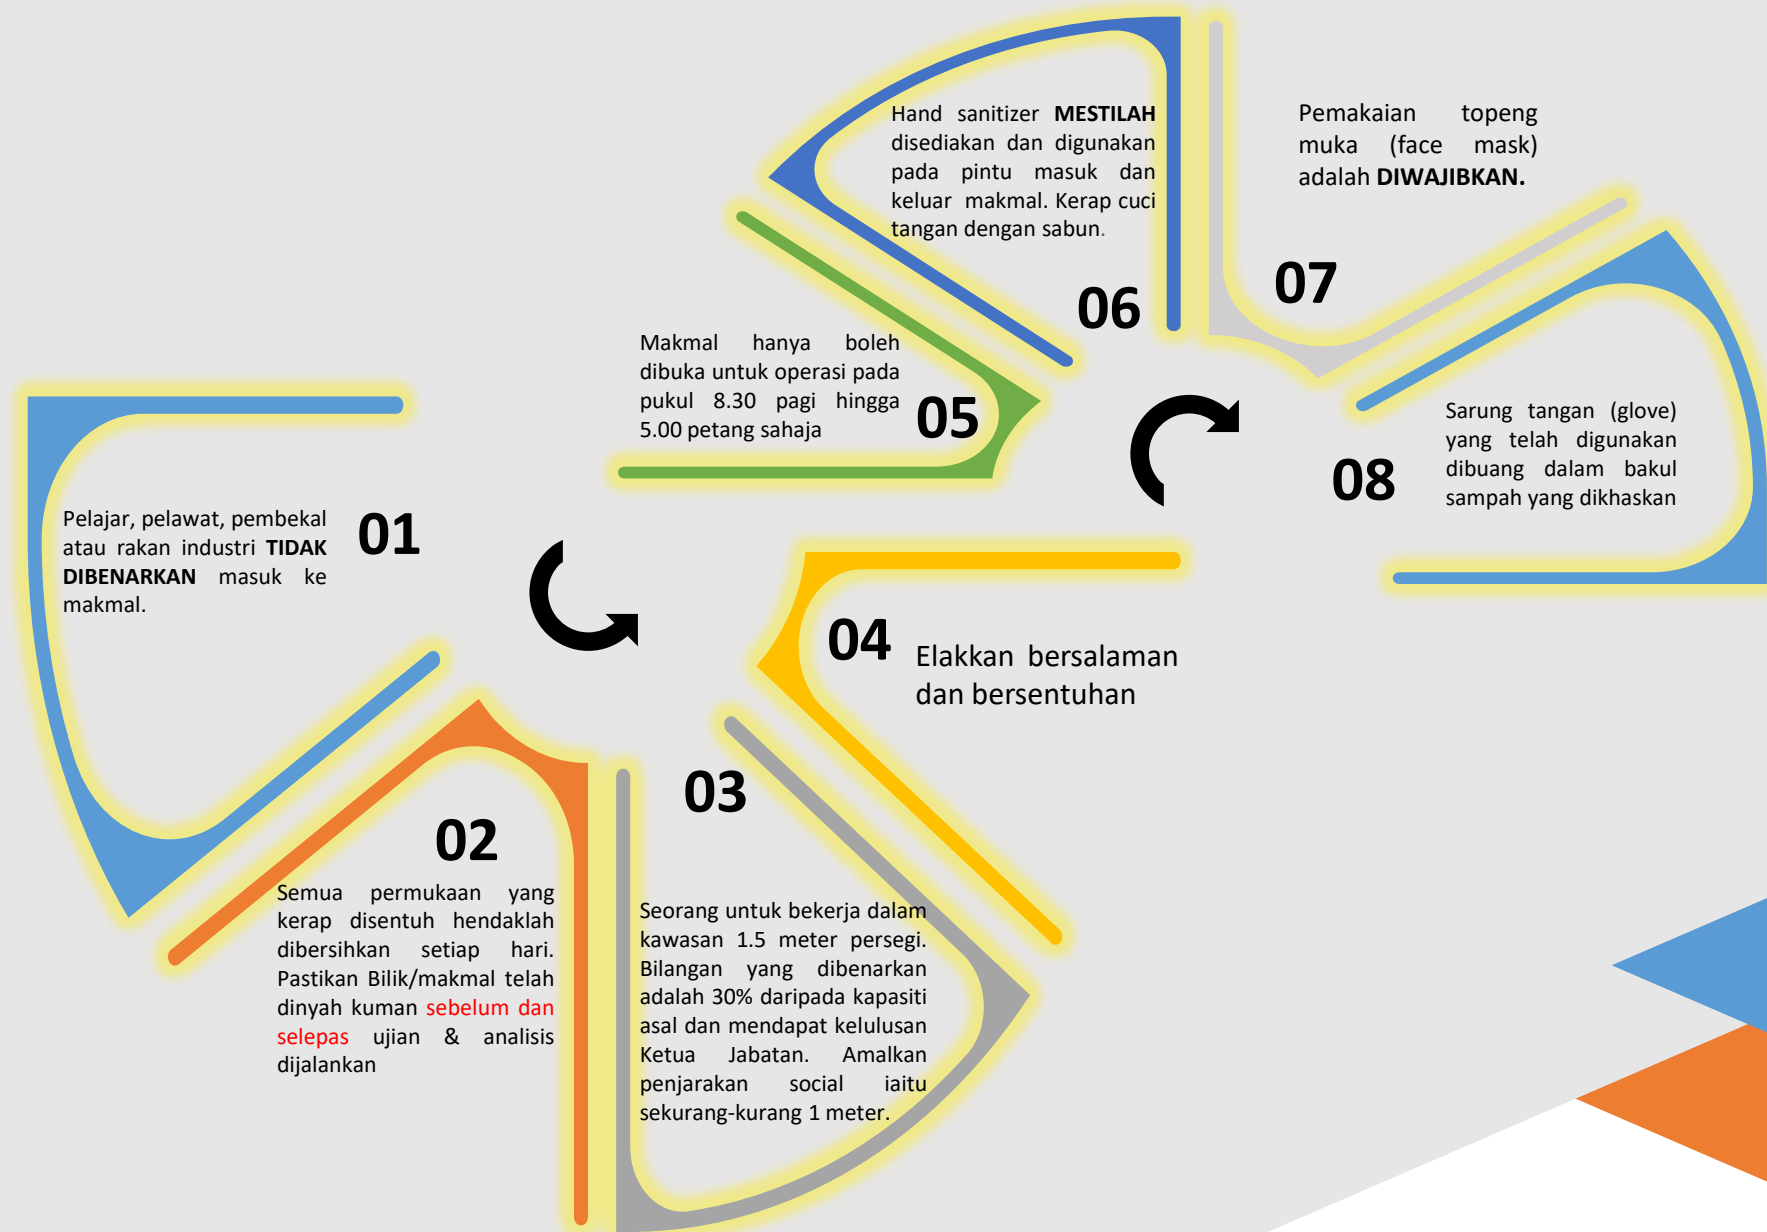 01
Pelajar, pelawat, pembekal
atau rakan industri TIDAK
DIBENARKAN masuk ke
makmal.
02
Semua permukaan yang
kerap disentuh hendaklah
dibersihkan setiap hari.
Pastikan Bilik/makmal telah
dinyah kuman sebelum dan
selepas ujian & analisis
dijalankan
03
Seorang untuk bekerja dalam
kawasan 1.5 meter persegi.
Bilangan yang dibenarkan
adalah 30% daripada kapasiti
asal dan mendapat kelulusan
Ketua Jabatan. Amalkan
penjarakan social iaitu
sekurang-kurang 1 meter.
04
Elakkan bersalaman
dan bersentuhan
05
Makmal hanya boleh
dibuka untuk operasi pada
pukul 8.30 pagi hingga
5.00 petang sahaja
06
Hand sanitizer MESTILAH
disediakan dan digunakan
pada pintu masuk dan
keluar makmal. Kerap cuci
tangan dengan sabun.
07
Pemakaian topeng
muka (face mask)
adalah DIWAJIBKAN.
08
Sarung tangan (glove)
yang telah digunakan
dibuang dalam bakul
sampah yang dikhaskan